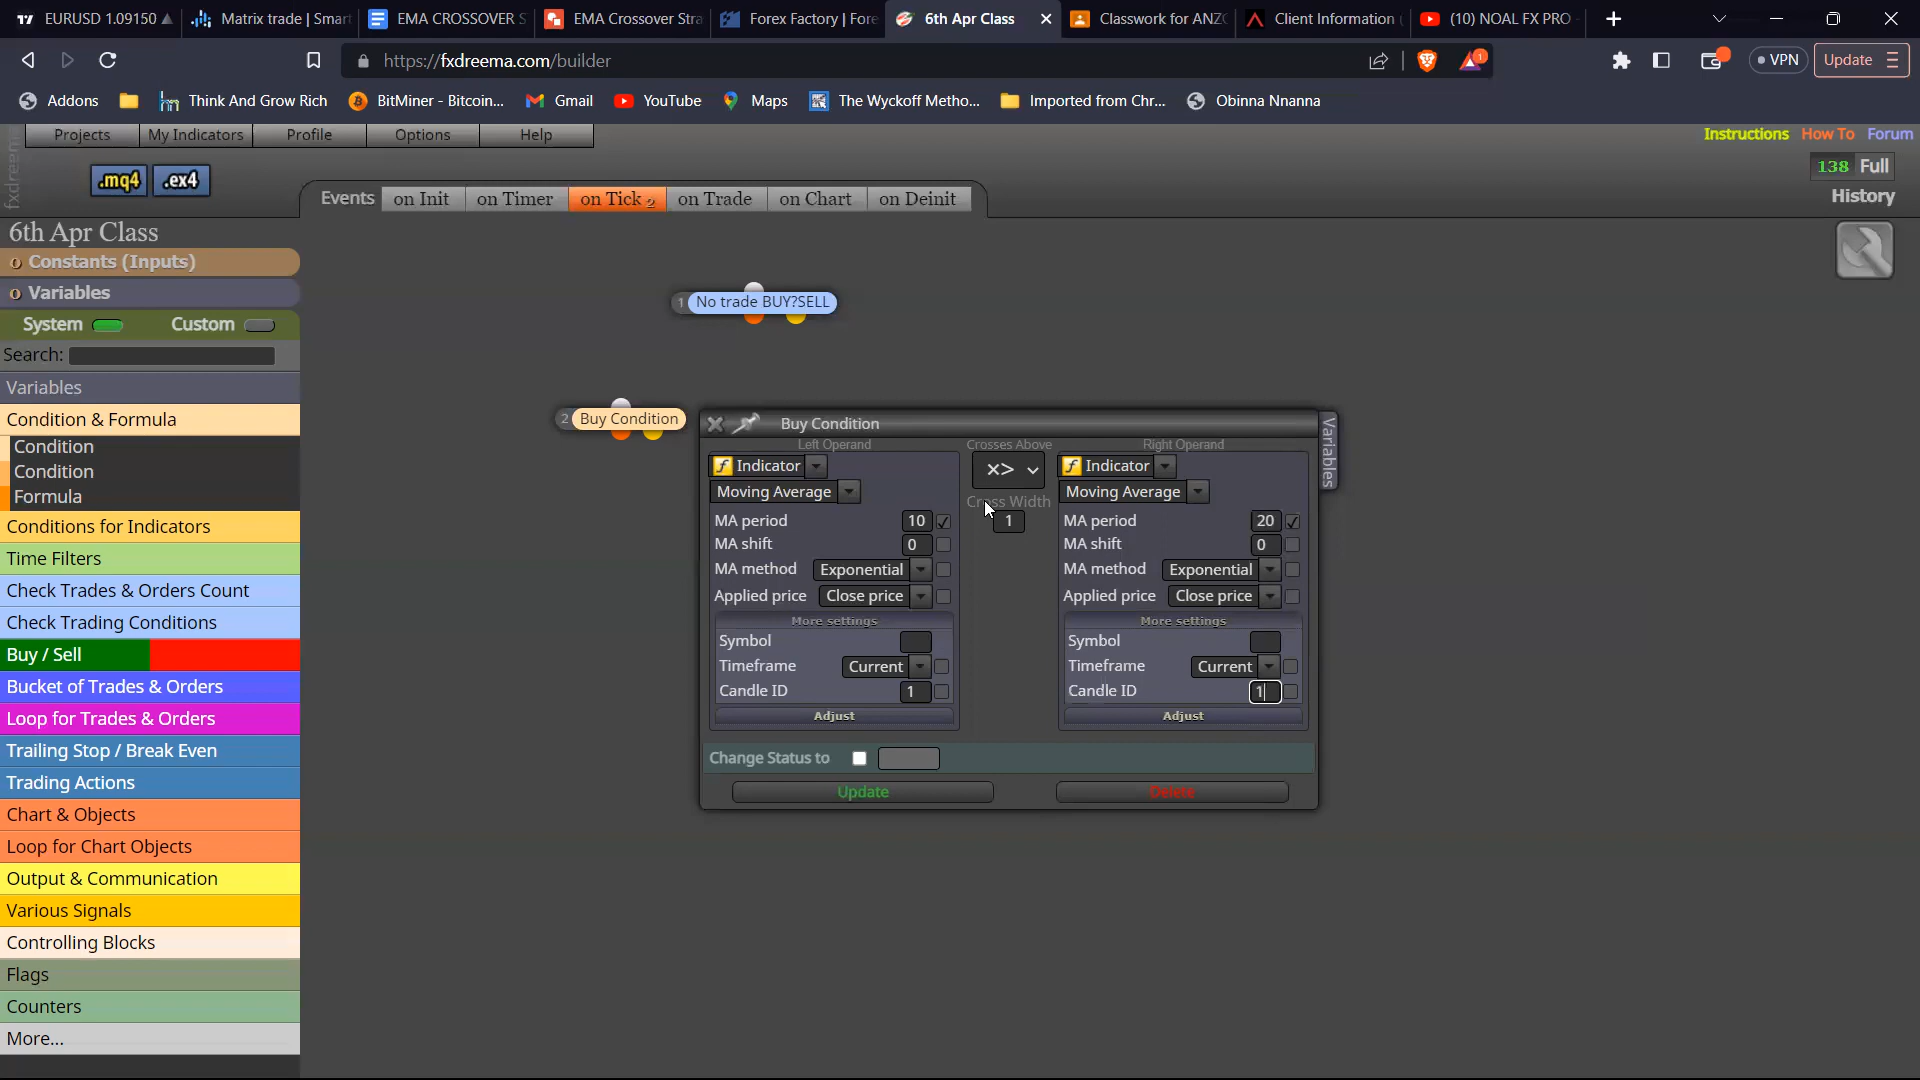 EURUSD 1.09150
Matrix trade | Smart
EMA CROSSOVER S
EMA Crossover Stra
Forex Factory | Fore
6th Apr Class
Classwork for ANZO
Client Information (
(10) NOAL FX PRO -
https://fxdreema.com/builder
1
VPN
Update
Addons
Think And Grow Rich
BitMiner - Bitcoin...
Gmail
YouTube
Maps
The Wyckoff Metho...
Imported from Chr...
Obinna Nnanna
fxdreema
Projects
My Indicators
Profile
Options
Help
Instructions
How To
Forum
.mq4
.ex4
138 Full
History
Events
on Init
on Timer
on Tick 2
on Trade
on Chart
on Deinit
6th Apr Class
o Constants (Inputs)
o Variables
System
Custom
Search:
Variables
Condition & Formula
Condition
Condition
Formula
Conditions for Indicators
Time Filters
Check Trades & Orders Count
Check Trading Conditions
Buy / Sell
Bucket of Trades & Orders
Loop for Trades & Orders
Trailing Stop / Break Even
Trading Actions
Chart & Objects
Loop for Chart Objects
Output & Communication
Various Signals
Controlling Blocks
Flags
Counters
More...
1 No trade BUY?SELL
2 Buy Condition
Buy Condition
Variables
Left Operand
Crosses Above
Right Operand
Indicator
×>
Indicator
Moving Average
Cross Width
Moving Average
MA period 10
1
MA period 20
MA shift 0
MA shift 0
MA method Exponential
MA method Exponential
Applied price Close price
Applied price Close price
More settings
More settings
Symbol
Symbol
Timeframe Current
Timeframe Current
Candle ID 1
Candle ID 1
Adjust
Adjust
Change Status to
Update
Delete